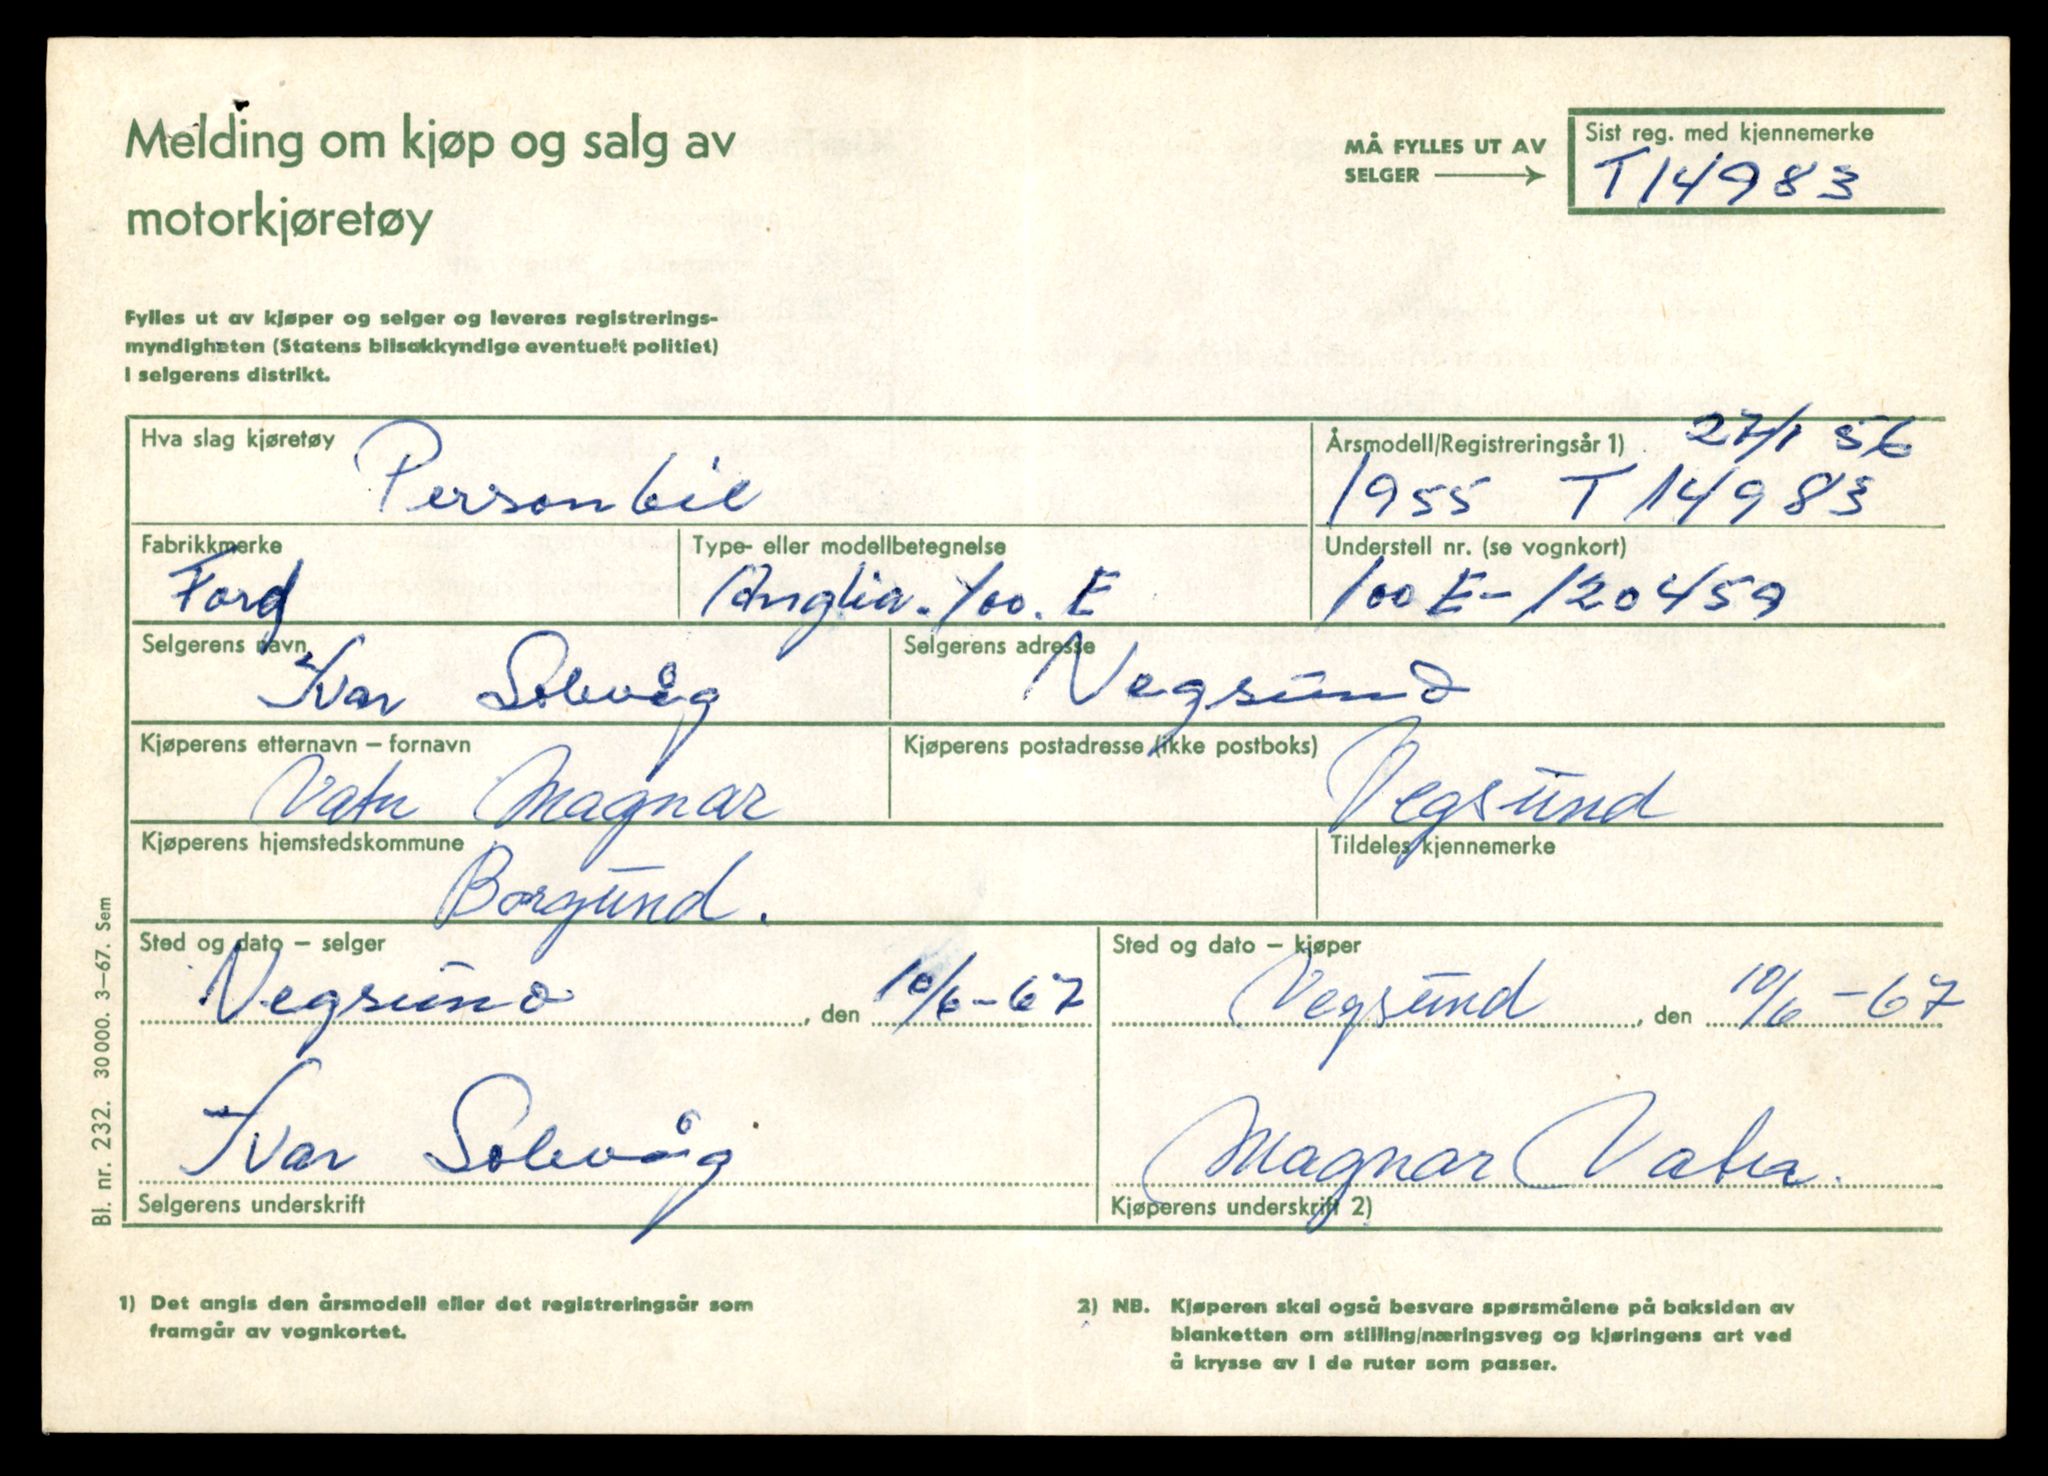 Melding om kjøp og salg av
motorkjøretøy
MÅ FYLLES UT AV
SELGER
Sist reg. med kjennemerke
T14983
Fylles ut av kjøper og selger og leveres registrerings-
myndigheten (Statens bilsakkyndige eventuelt politiet)
i selgerens distrikt.
Hva slag kjøretøy
Personbil
Årsmodell/Registreringsår 1) 27/1 56
1955 T 14983
Fabrikkmerke
Ford
Type- eller modellbetegnelse
Anglia. 100. E
Understell nr. (se vognkort)
100E-120459
Selgerens navn
Ivar Solevåg
Selgerens adresse
Vegsund
Kjøperens etternavn – fornavn
Magnar
Kjøperens postadresse (ikke postboks)
Vegsund
Kjøperens hjemstedskommune
Borgund.
Tildeles kjennemerke
Sted og dato – selger
Vegsund, den 10/6-67
Sted og dato – kjøper
Vegsund, den 10/6-67
Ivar Solevåg
Selgerens underskrift
Magnar
Kjøperens underskrift 2)
1) Det angis den årsmodell eller det registreringsår som
framgår av vognkortet.
2) NB. Kjøperen skal også besvare spørsmålene på baksiden av
blanketten om stilling/næringsveg og kjøringens art ved
å krysse av i de ruter som passer.
Bl. nr. 232. 30 000. 3–67. Sem